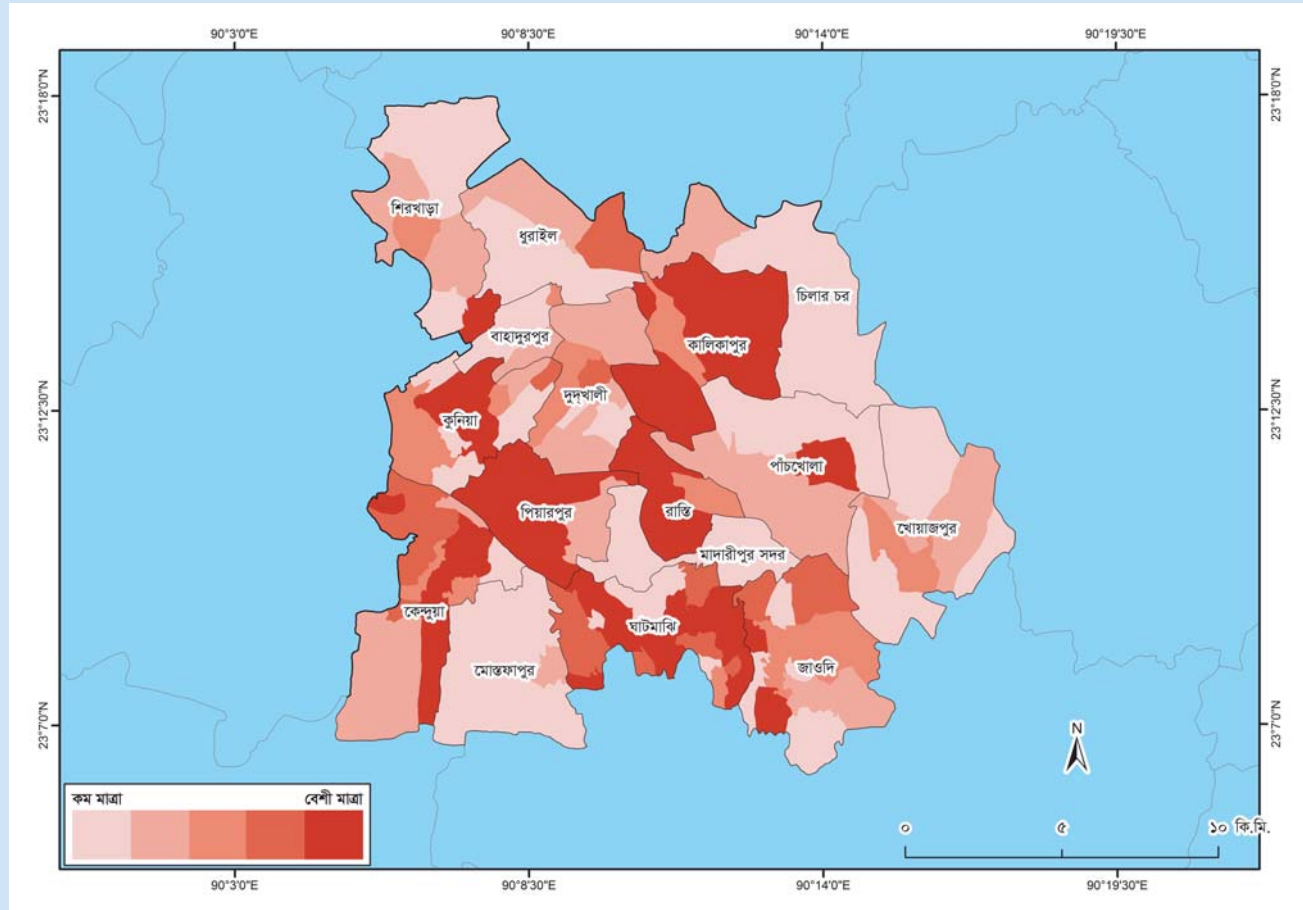 90°3'0"E 90°8'30"E 90°14'0"E 90°19'30"E
23°18'0"N 23°18'0"N
শিরখাড়া
ধুরাইল
চিলার চর
বাহাদুরপুর
কালিকাপুর
দুদ্খালী
23°12'30"N 23°12'30"N
কুনিয়া
পাঁচখোলা
পিয়ারপুর
রাস্তি
খোয়াজপুর
মাদারীপুর সদর
কেন্দুয়া
ঘাটমাঝি
মোস্তফাপুর
জাওদি
23°7'0"N 23°7'0"N
N
কম মাত্রা বেশী মাত্রা
০ ৫ ১০ কি.মি.
90°3'0"E 90°8'30"E 90°14'0"E 90°19'30"E